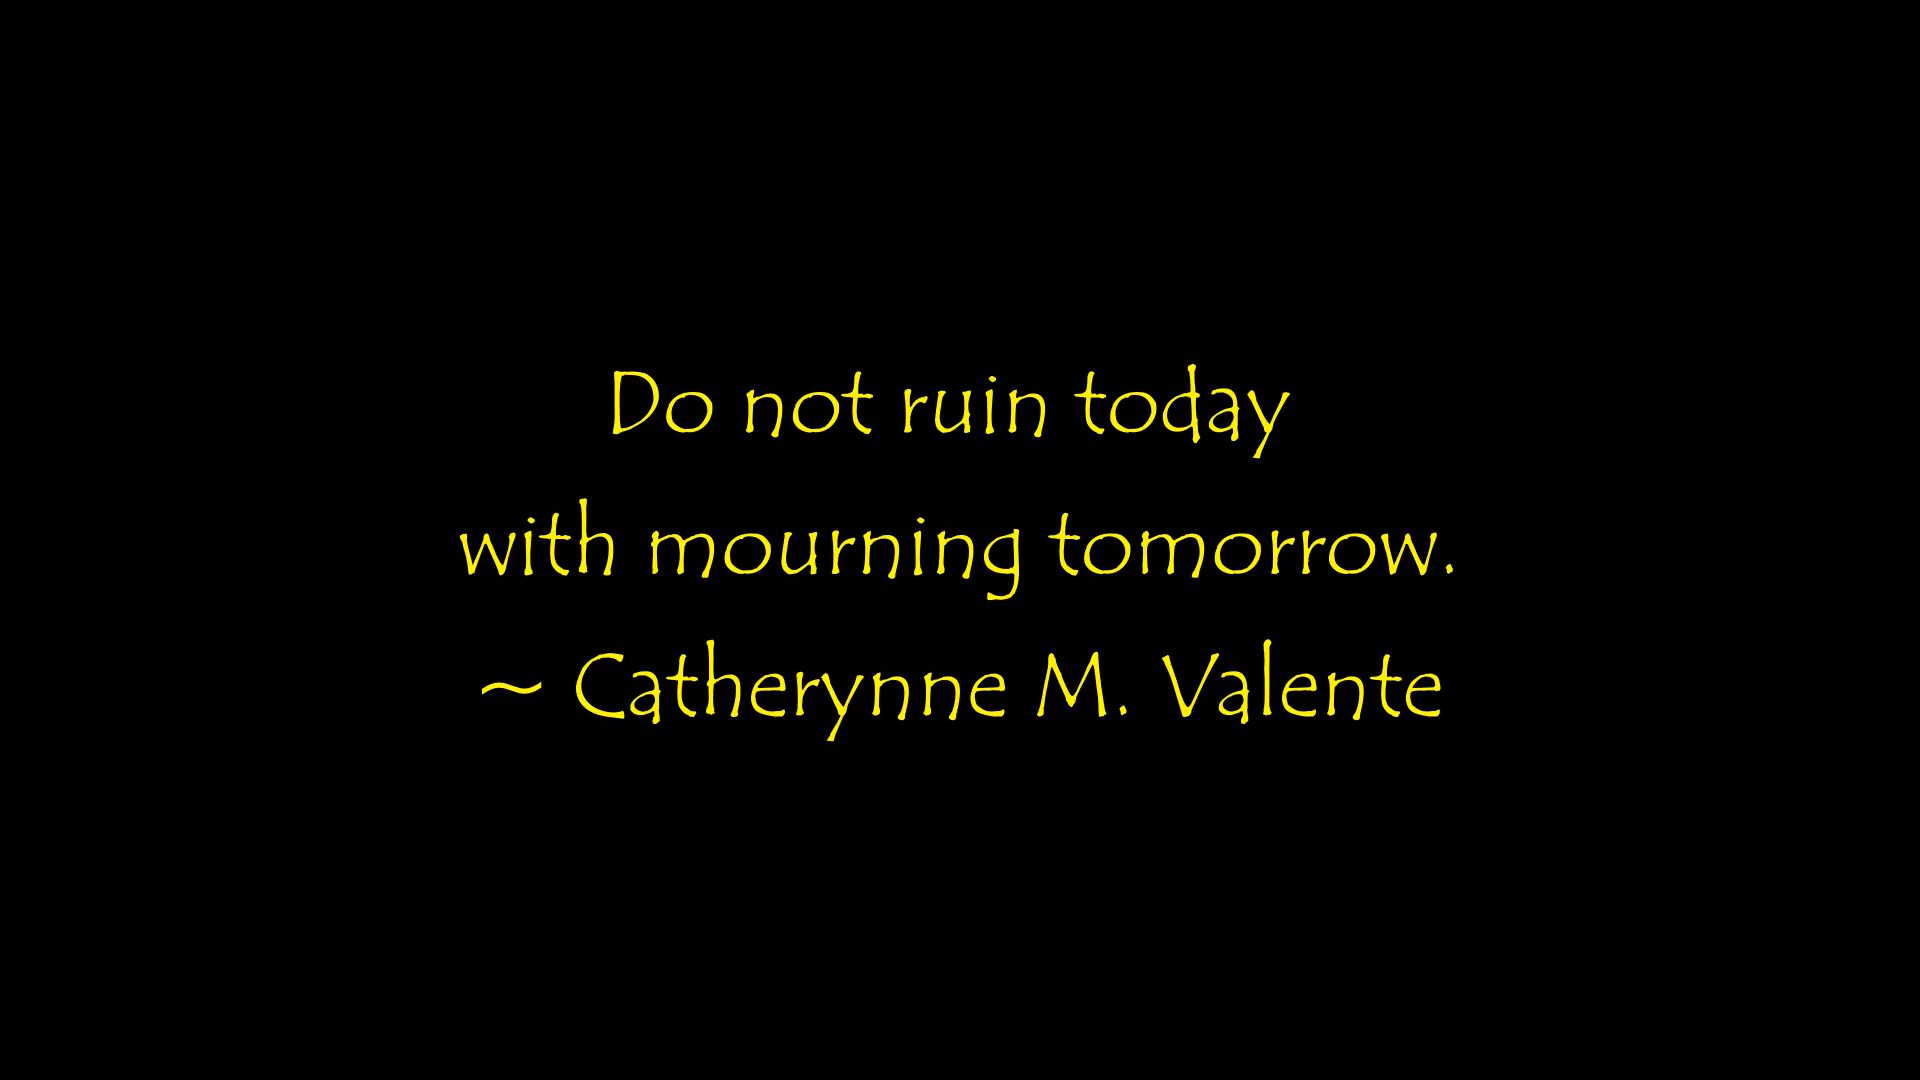 Do not ruin today
with mourning tomorrow.
~ Catherynne M. Valente